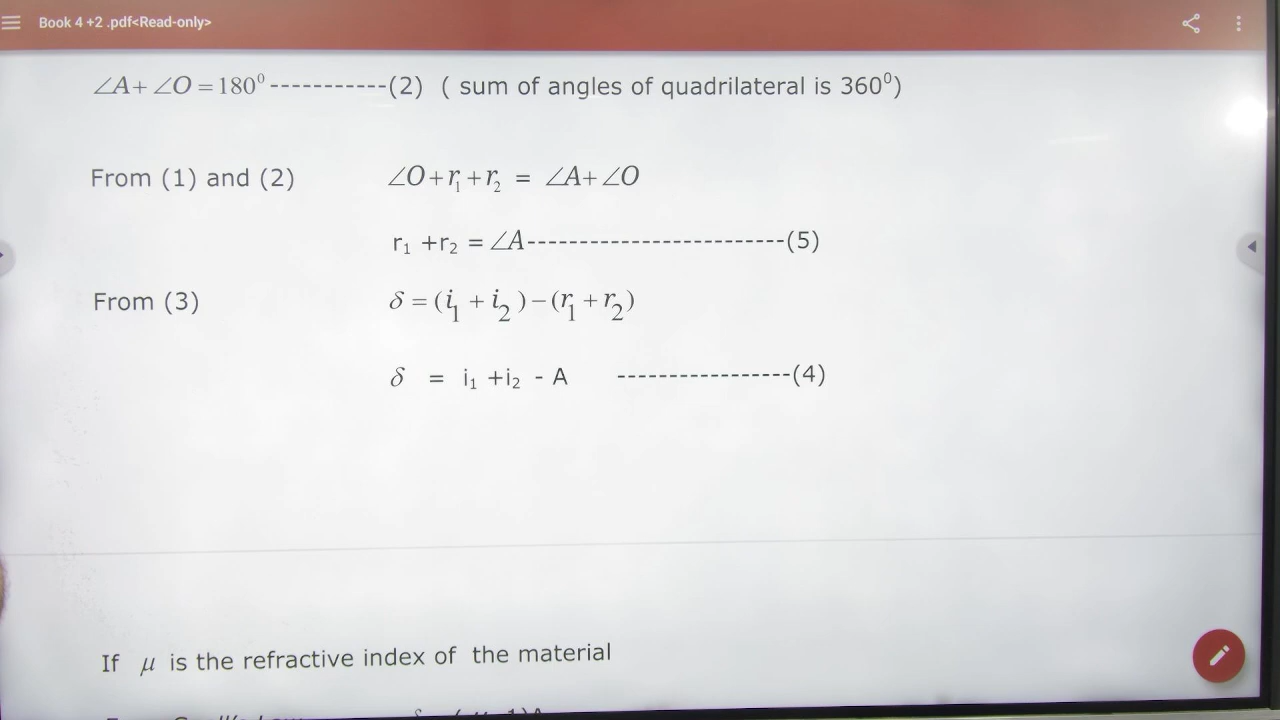 Book 4 +2 .pdf<Read-only>
∠A+ ∠O = 180⁰ -----------(2) ( sum of angles of quadrilateral is 360⁰)
From (1) and (2) ∠O + r₁ + r₂ = ∠A+ ∠O
r₁ +r₂ = ∠A-------------------------(5)
From (3) δ = (i₁ + i₂ ) − (r₁ + r₂)
δ = i₁ +i₂ - A -----------------(4)
If μ is the refractive index of the material